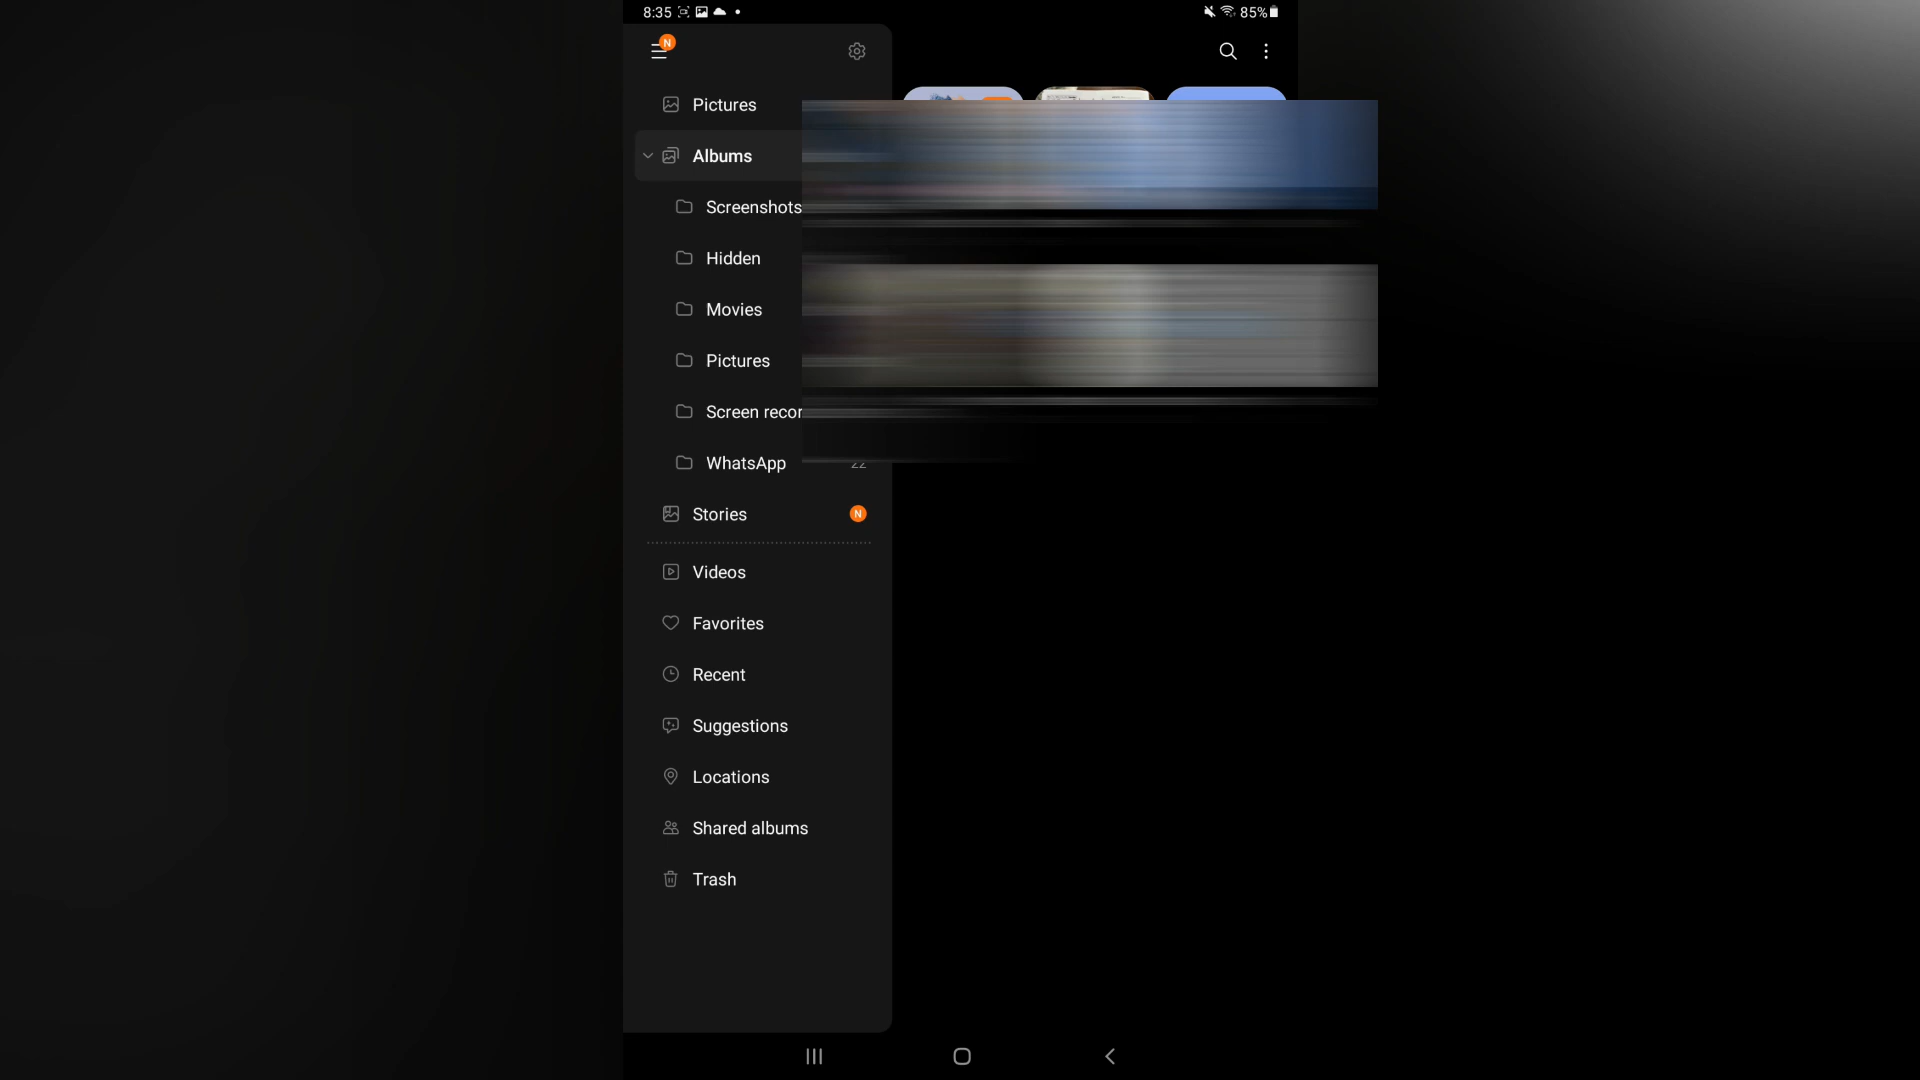 8:35
85%
N
Pictures
Albums
Screenshots
Hidden
Movies
Pictures
Screen recor
WhatsApp
22
Stories
N
Videos
Favorites
Recent
Suggestions
Locations
Shared albums
Trash